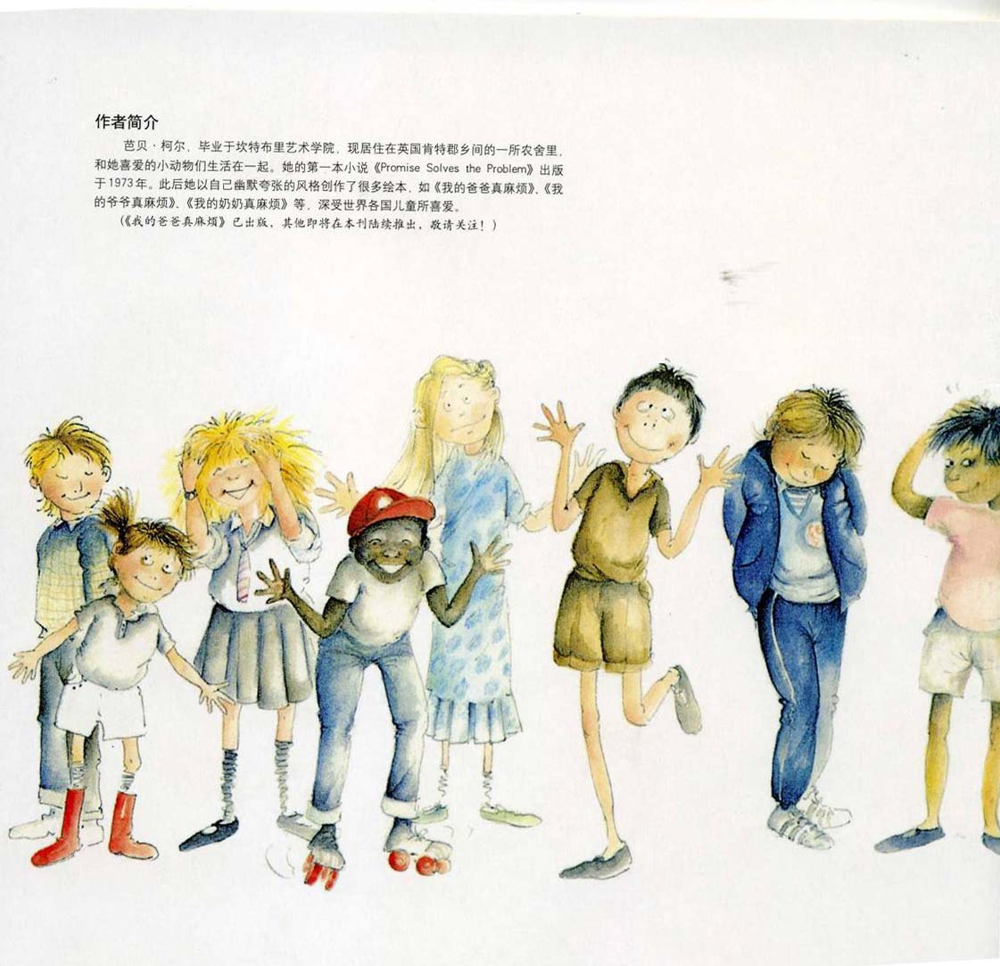 作者简介
芭贝·柯尔，毕业于坎特布里艺术学院，现居住在英国肯特郡乡间的一所农舍里，
和她喜爱的小动物们生活在一起。她的第一本小说《Promise Solves the Problem》出版
于1973年。此后她以自己幽默夸张的风格创作了很多绘本，如《我的爸爸真麻烦》、《我
的爷爷真麻烦》、《我的奶奶真麻烦》等，深受世界各国儿童所喜爱。
（《我的爸爸真麻烦》已出版，其他即将在本刊陆续推出，敬请关注！）